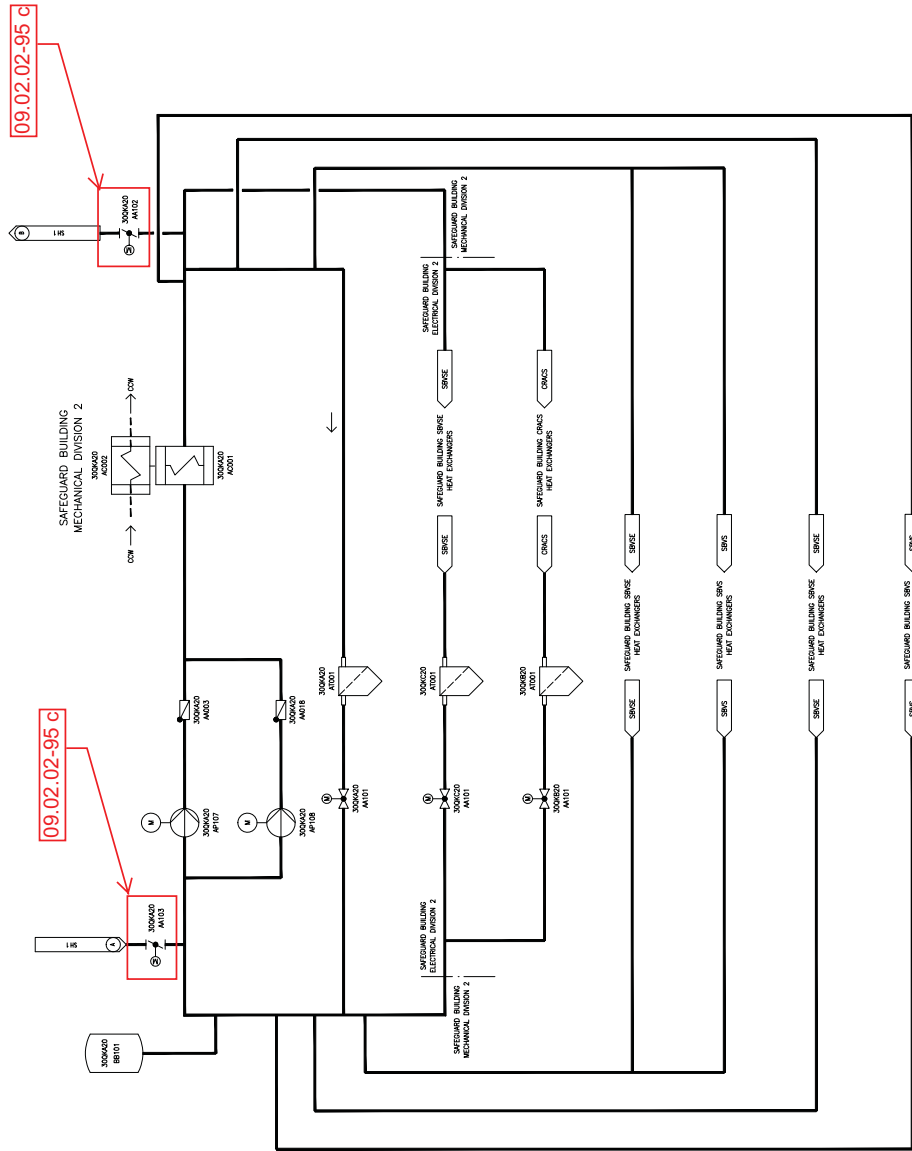 09.02.02-95 c
B
SH1
30QKA20
AA102
M
SAFEGUARD BUILDING
MECHANICAL DIVISION 2
CCW
CCW
30QKA20
AC002
30QKA20
AC001
09.02.02-95 c
SH1
A
30QKA20
AA103
M
30QKA20
BB101
M
30QKA20
AP107
30QKA20
AA003
M
30QKA20
AP108
30QKA20
AA018
M
30QKA20
AA101
30QKA20
AT001
SAFEGUARD BUILDING
ELECTRICAL DIVISION 2
SAFEGUARD BUILDING
MECHANICAL DIVISION 2
SAFEGUARD BUILDING
ELECTRICAL DIVISION 2
SAFEGUARD BUILDING
MECHANICAL DIVISION 2
M
30QKC20
AA101
30QKC20
AT001
SBVSE
SAFEGUARD BUILDING SBVSE
HEAT EXCHANGERS
SBVSE
M
30QKB20
AA101
30QKB20
AT001
CRACS
SAFEGUARD BUILDING CRACS
HEAT EXCHANGERS
CRACS
SBVSE
SAFEGUARD BUILDING SBVSE
HEAT EXCHANGERS
SBVSE
SBVS
SAFEGUARD BUILDING SBVS
HEAT EXCHANGERS
SBVS
SBVSE
SAFEGUARD BUILDING SBVSE
HEAT EXCHANGERS
SBVSE
SBVS
SAFEGUARD BUILDING SBVS
SBVS